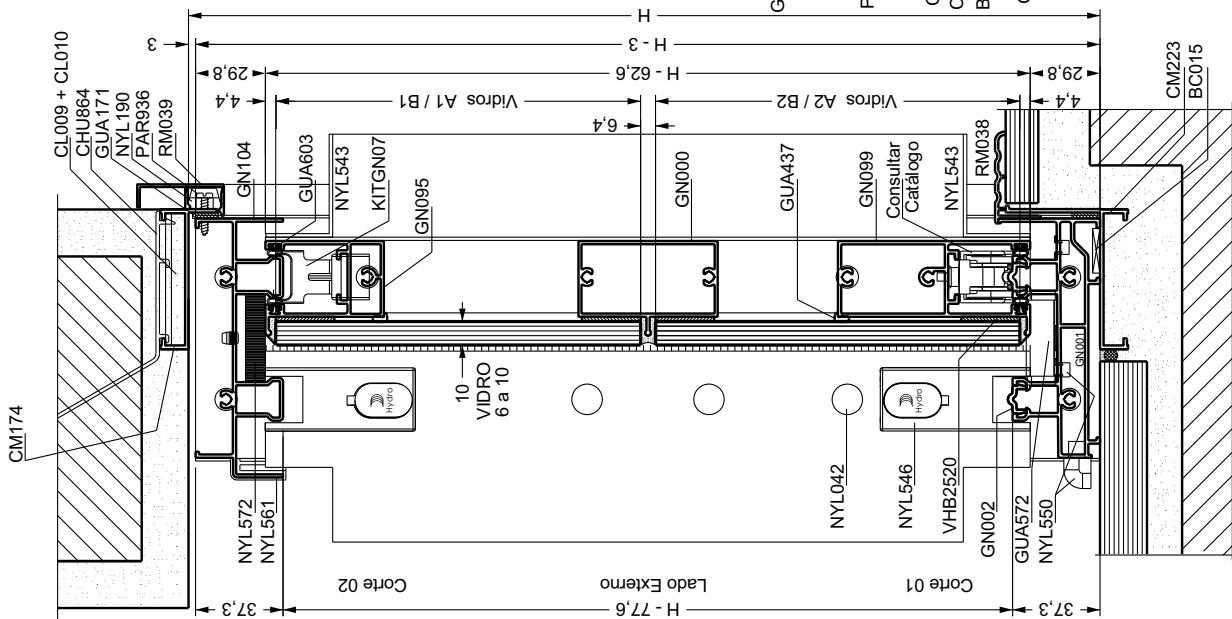 CM174
CL009 + CL010
CHU864
GUA171
NYL190
PAR936
RM039
GN104
GUA603
NYL543
KITGN07
GN095
GN000
GUA437
GN099
Consultar
Catálogo
NYL543
RM038
CM223
BC015
H
3
H - 3
29,8
H - 62,6
29,8
4,4
Vidros A1 / B1
6,4
Vidros A2 / B2
4,4
10
VIDRO
6 a 10
Hydro
Hydro
GN001
NYL572
NYL561
NYL042
NYL546
VHB2520
GN002
GUA572
NYL550
Corte 02
Lado Externo
Corte 01
37,3
H - 77,6
37,3
G
P
C
C
B
C